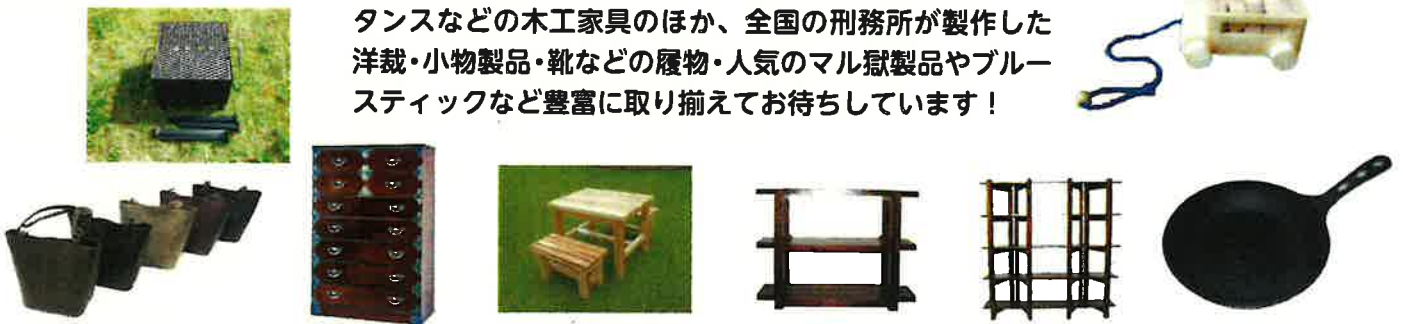 タンスなどの木工家具のほか、全国の刑務所が製作した
洋裁・小物製品・靴などの履物・人気のマル獄製品やブルー
スティックなど豊富に取り揃えてお待ちしています！